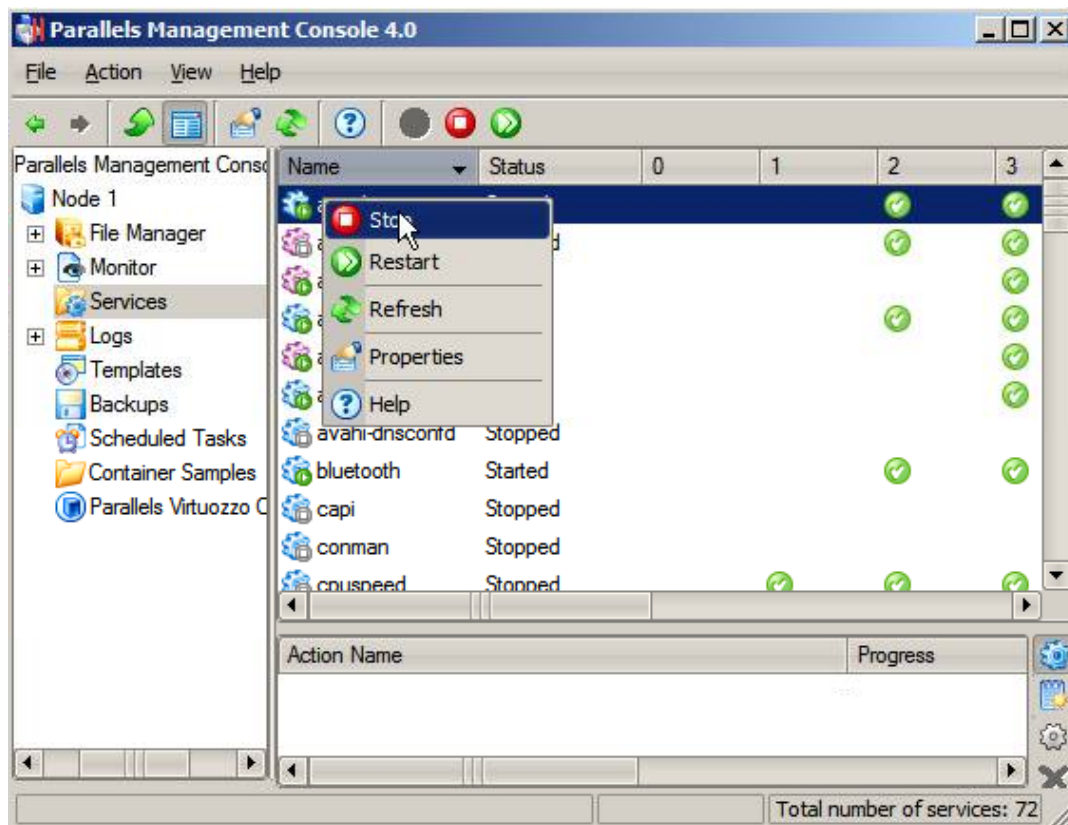 Parallels Management Console 4.0
File Action View Help
Parallels Management Conso
Name Status 0 1 2 3
Node 1
File Manager
Monitor
Services
Logs
Templates
Backups
Scheduled Tasks
Container Samples
Parallels Virtuozzo C
Stop
Restart
Refresh
Properties
Help
avahi-dnsconfd Stopped
bluetooth Started
capi Stopped
conman Stopped
cpuspeed Stopped
Action Name Progress
Total number of services: 72